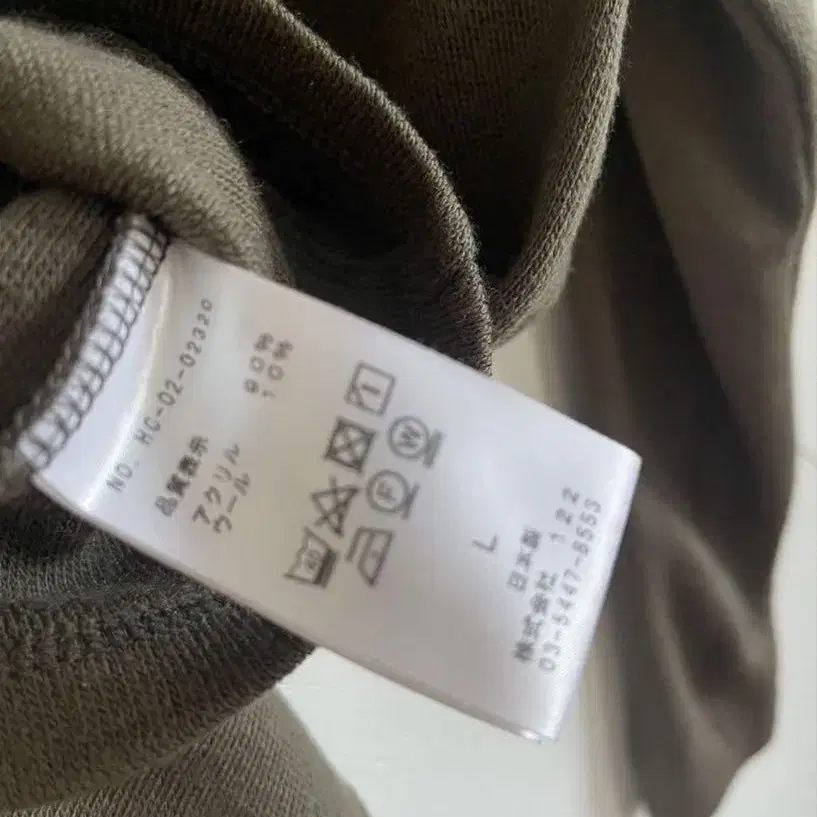 NO. HG-02-02320
品質表示
アクリル 90%
ウール 10%
W
F
L
日本製
株式会社 122
03-5447-8553